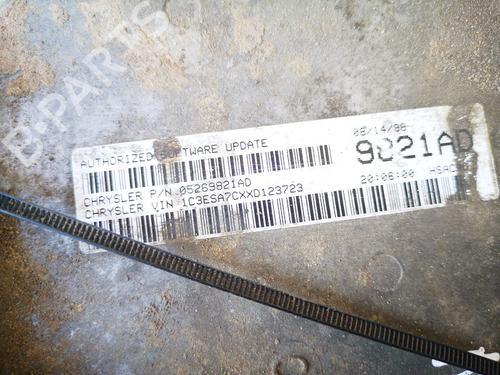 B-PARTS
AUTHORIZED SOFTWARE UPDATE
08/14/98
9821AD
CHRYSLER P/N 05269821AD
20:06:00
CHRYSLER VIN 1C3ESA7CXXD123723